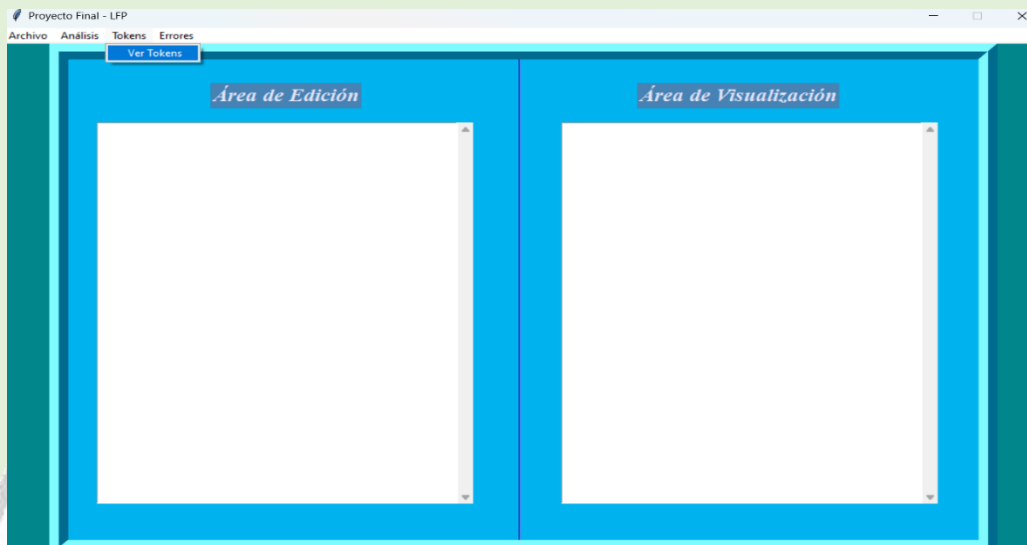 Proyecto Final - LFP
Archivo Análisis Tokens Errores
Ver Tokens
Área de Edición Área de Visualización